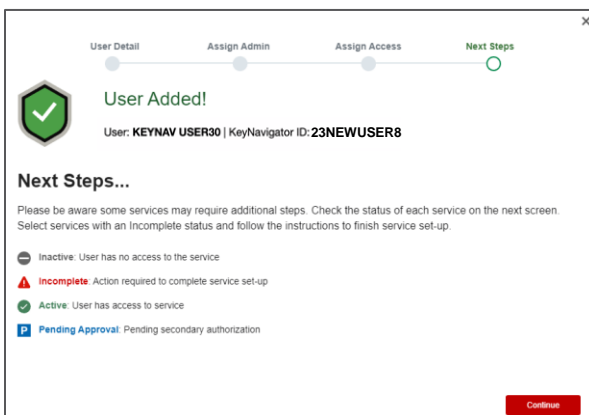 ×
User Detail Assign Admin Assign Access Next Steps
User Added!
User: KEYNAV USER30 | KeyNavigator ID: 23NEWUSER8
Next Steps...
Please be aware some services may require additional steps. Check the status of each service on the next screen.
Select services with an Incomplete status and follow the instructions to finish service set-up.
Inactive: User has no access to the service
Incomplete: Action required to complete service set-up
Active: User has access to service
P Pending Approval: Pending secondary authorization
Continue